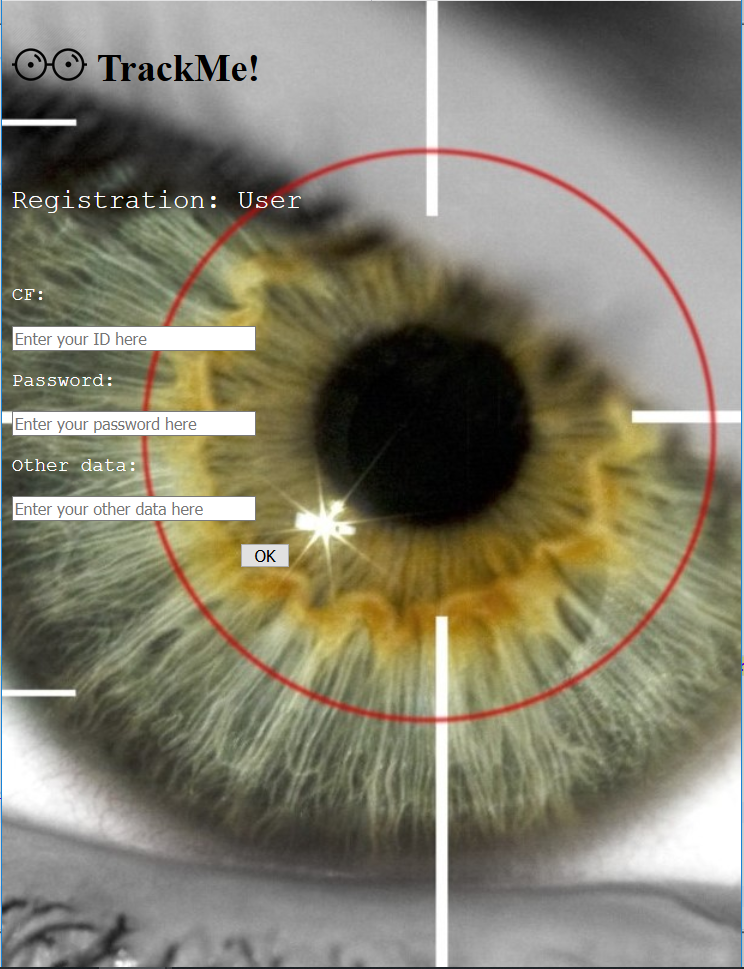 TrackMe!
Registration: User
CF:
Enter your ID here
Password:
Enter your password here
Other data:
Enter your other data here
OK